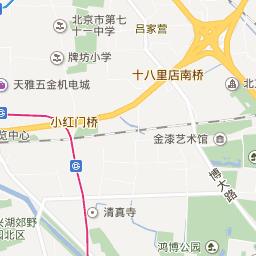 北京市第七
十一中学
吕家营
牌坊小学
十八里店南桥
天雅五金机电城
北京
小红门桥
览中心
金漆艺术馆
博大路
清真寺
兴湖郊野
园北区
鸿博公园